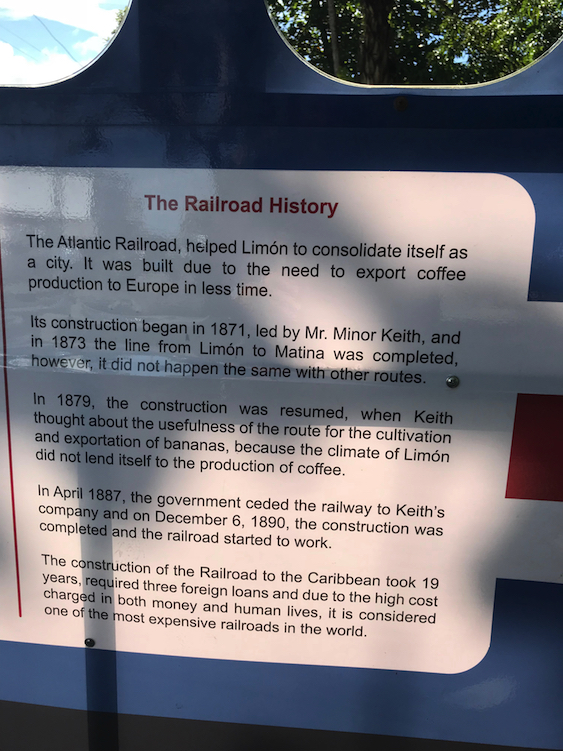 The Railroad History
The Atlantic Railroad, helped Limón to consolidate itself as
a city. It was built due to the need to export coffee
production to Europe in less time.
Its construction began in 1871, led by Mr. Minor Keith, and
in 1873 the line from Limón to Matina was completed,
however, it did not happen the same with other routes.
In 1879, the construction was resumed, when Keith
thought about the usefulness of the route for the cultivation
and exportation of bananas, because the climate of Limón
did not lend itself to the production of coffee.
In April 1887, the government ceded the railway to Keith's
company and on December 6, 1890, the construction was
completed and the railroad started to work.
The construction of the Railroad to the Caribbean took 19
years, required three foreign loans and due to the high cost
charged in both money and human lives, it is considered
one of the most expensive railroads in the world.